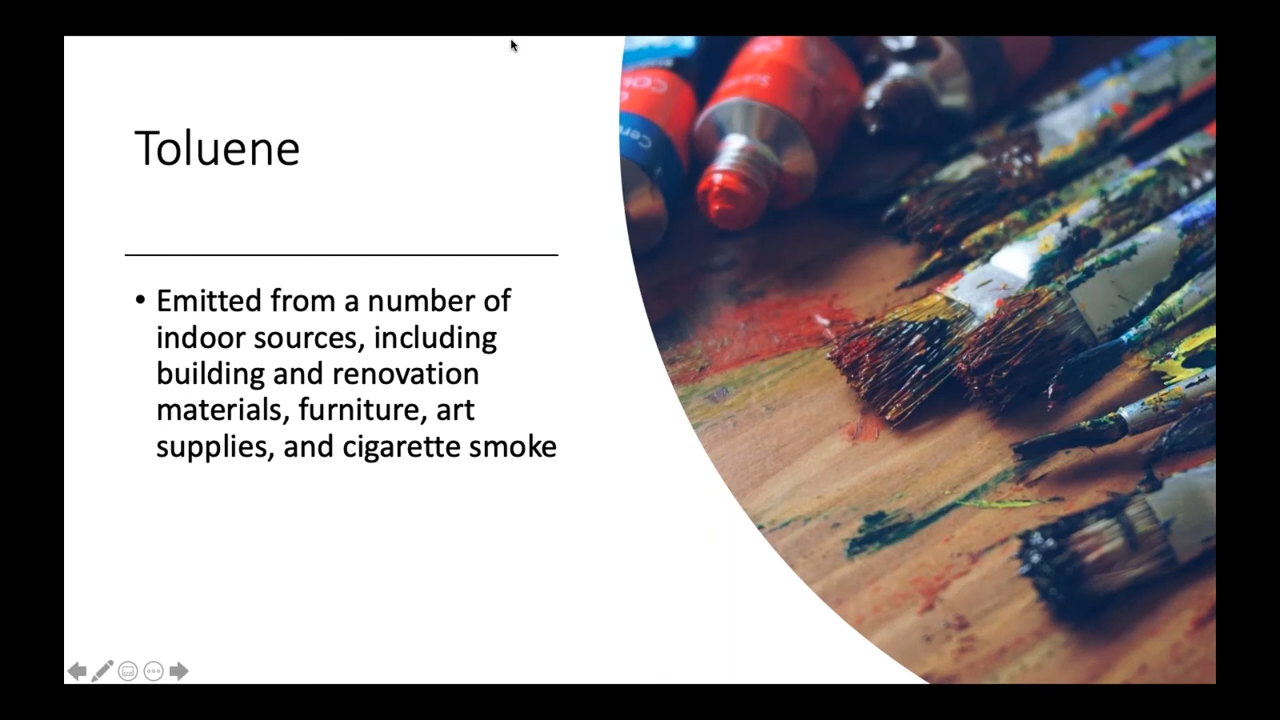 Toluene
• Emitted from a number of
indoor sources, including
building and renovation
materials, furniture, art
supplies, and cigarette smoke